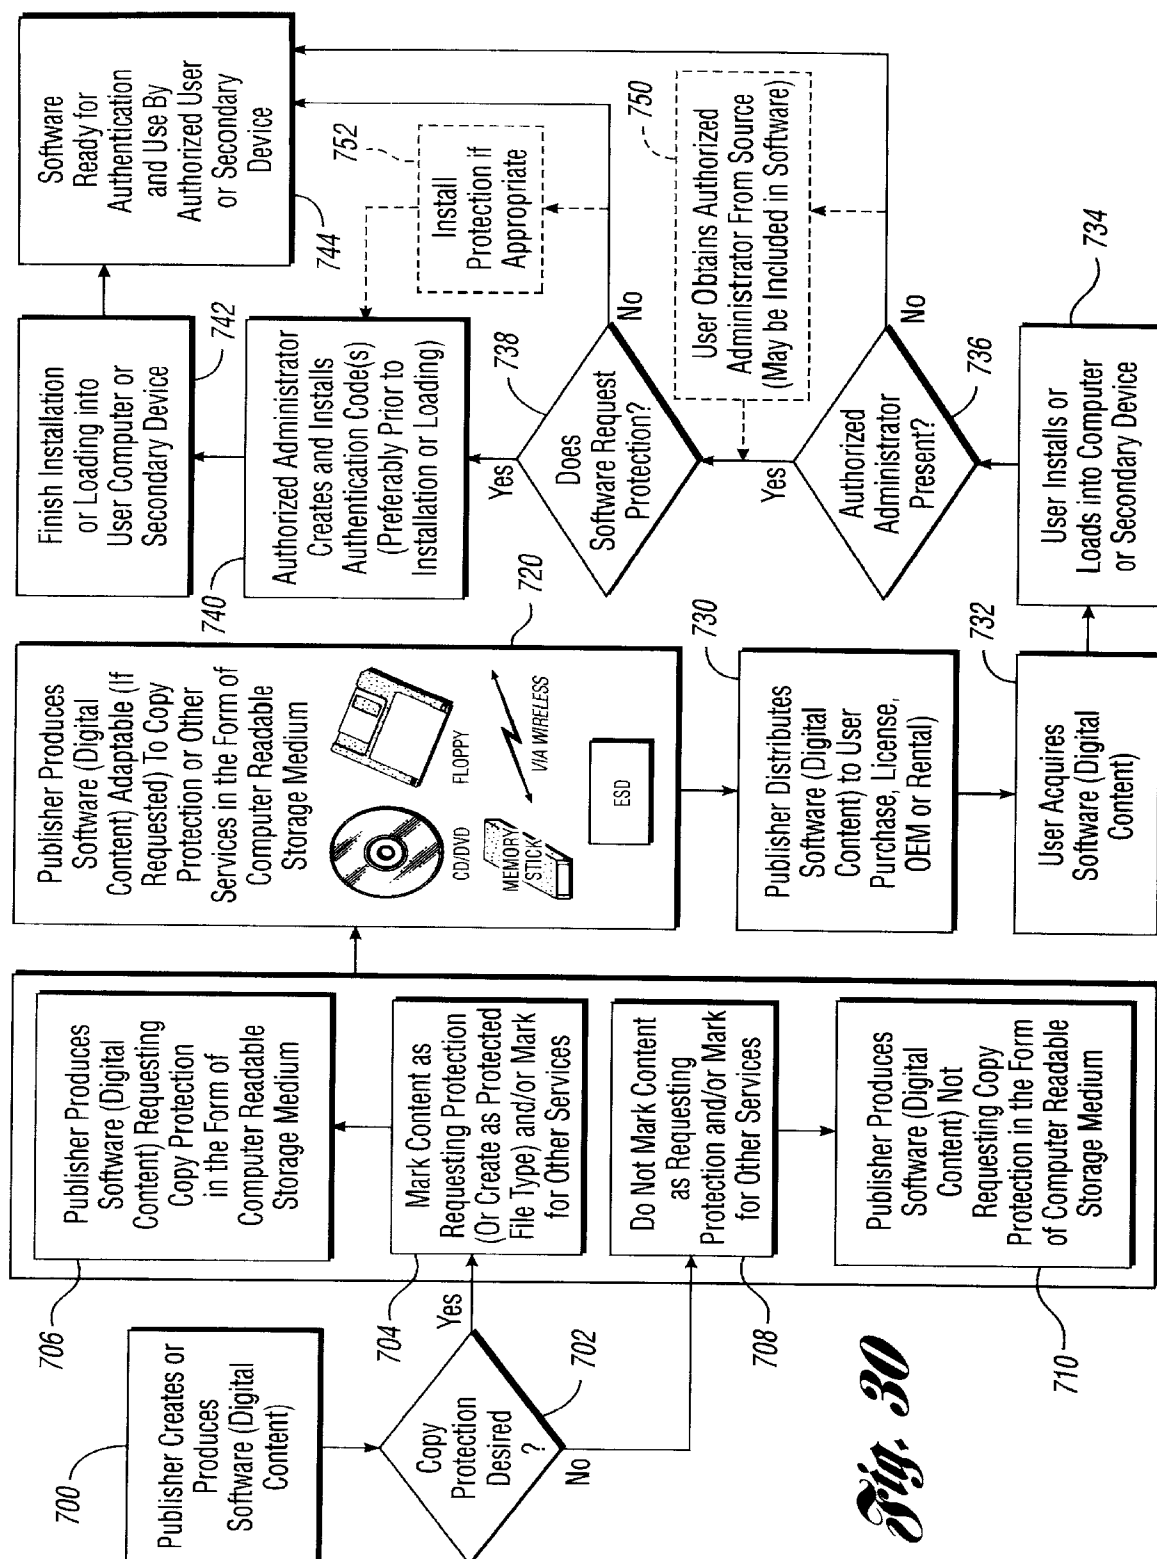 700
Publisher Creates or
Produces
Software (Digital
Content)
Copy
Protection
Desired
?
702
Yes
No
706
Publisher Produces
Software (Digital
Content) Requesting
Copy Protection
in the Form of
Computer Readable
Storage Medium
704
Mark Content as
Requesting Protection
(Or Create as Protected
File Type) and/or Mark
for Other Services
708
Do Not Mark Content
as Requesting
Protection and/or Mark
for Other Services
710
Publisher Produces
Software (Digital
Content) Not
Requesting Copy
Protection in the Form
of Computer Readable
Storage Medium
Publisher Produces
Software (Digital
Content) Adaptable (If
Requested) To Copy
Protection or Other
Services in the Form of
Computer Readable
Storage Medium
CD/DVD
FLOPPY
MEMORY
STICK
VIA WIRELESS
ESD
720
730
Publisher Distributes
Software (Digital
Content) to User
Purchase, License,
OEM or Rental)
732
User Acquires
Software (Digital
Content)
734
User Installs or
Loads into Computer
or Secondary Device
736
Authorized
Administrator
Present?
Yes
No
750
User Obtains Authorized
Administrator From Source
(May be Included in Software)
738
Does
Software Request
Protection?
Yes
No
752
Install
Protection if
Appropriate
740
Authorized Administrator
Creates and Installs
Authentication Code(s)
(Preferably Prior to
Installation or Loading)
742
Finish Installation
or Loading into
User Computer or
Secondary Device
744
Software
Ready for
Authentication
and Use By
Authorized User
or Secondary
Device
Fig. 30